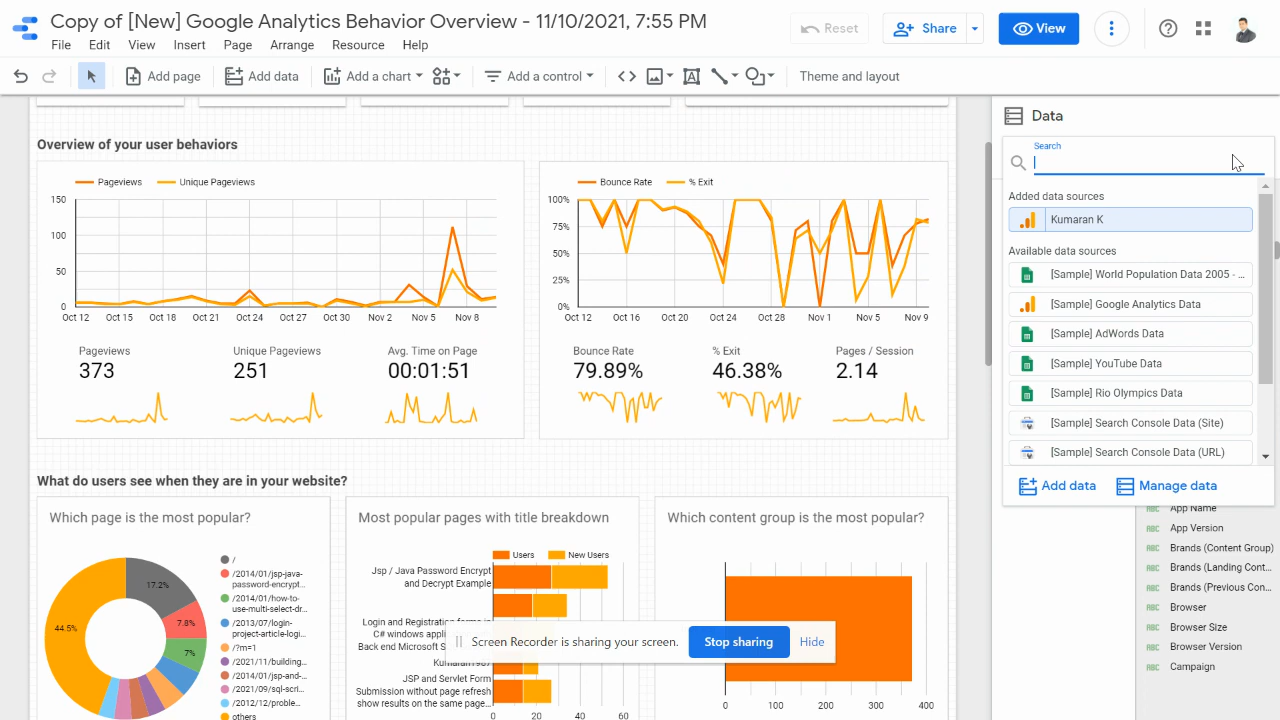 Copy of [New] Google Analytics Behavior Overview - 11/10/2021, 7:55 PM
Reset
Share
View
File Edit View Insert Page Arrange Resource Help
Add page
Add data
Add a chart
Add a control
Theme and layout
Overview of your user behaviors
Pageviews Unique Pageviews
150
100
50
0
Oct 12 Oct 15 Oct 18 Oct 21 Oct 24 Oct 27 Oct 30 Nov 2 Nov 5 Nov 8
Pageviews Unique Pageviews Avg. Time on Page
373 251 00:01:51
Bounce Rate % Exit
100%
75%
50%
25%
0%
Oct 12 Oct 16 Oct 20 Oct 24 Oct 28 Nov 1 Nov 5 Nov 9
Bounce Rate % Exit Pages / Session
79.89% 46.38% 2.14
What do users see when they are in your website?
Which page is the most popular?
17.2%
7.8%
7%
44.5%
/
/2014/01/jsp-java-
password-encrypt...
/2014/01/how-to-
use-multi-select-dr...
/2013/07/login-
project-article-logi...
/?m=1
/2021/11/building...
/2014/01/jsp-and-...
/2021/09/sql-scri...
/2012/12/proble...
others
Most popular pages with title breakdown
Users New Users
Jsp / Java Password Encrypt
and Decrypt Example
Login and Registration forms in
C# windows appl
Back end Microsoft S
Kumaran1987
JSP and Servlet Form
Submission without page refresh
show results on the same page...
0 20 40 60
Which content group is the most popular?
0 100 200 300 400
Screen Recorder is sharing your screen.
Stop sharing
Hide
Data
Search
Added data sources
Kumaran K
Available data sources
[Sample] World Population Data 2005 - ...
[Sample] Google Analytics Data
[Sample] AdWords Data
[Sample] YouTube Data
[Sample] Rio Olympics Data
[Sample] Search Console Data (Site)
[Sample] Search Console Data (URL)
Add data
Manage data
App Name
ABC App Version
ABC Brands (Content Group)
ABC Brands (Landing Cont...
ABC Brands (Previous Con...
ABC Browser
ABC Browser Size
ABC Browser Version
ABC Campaign